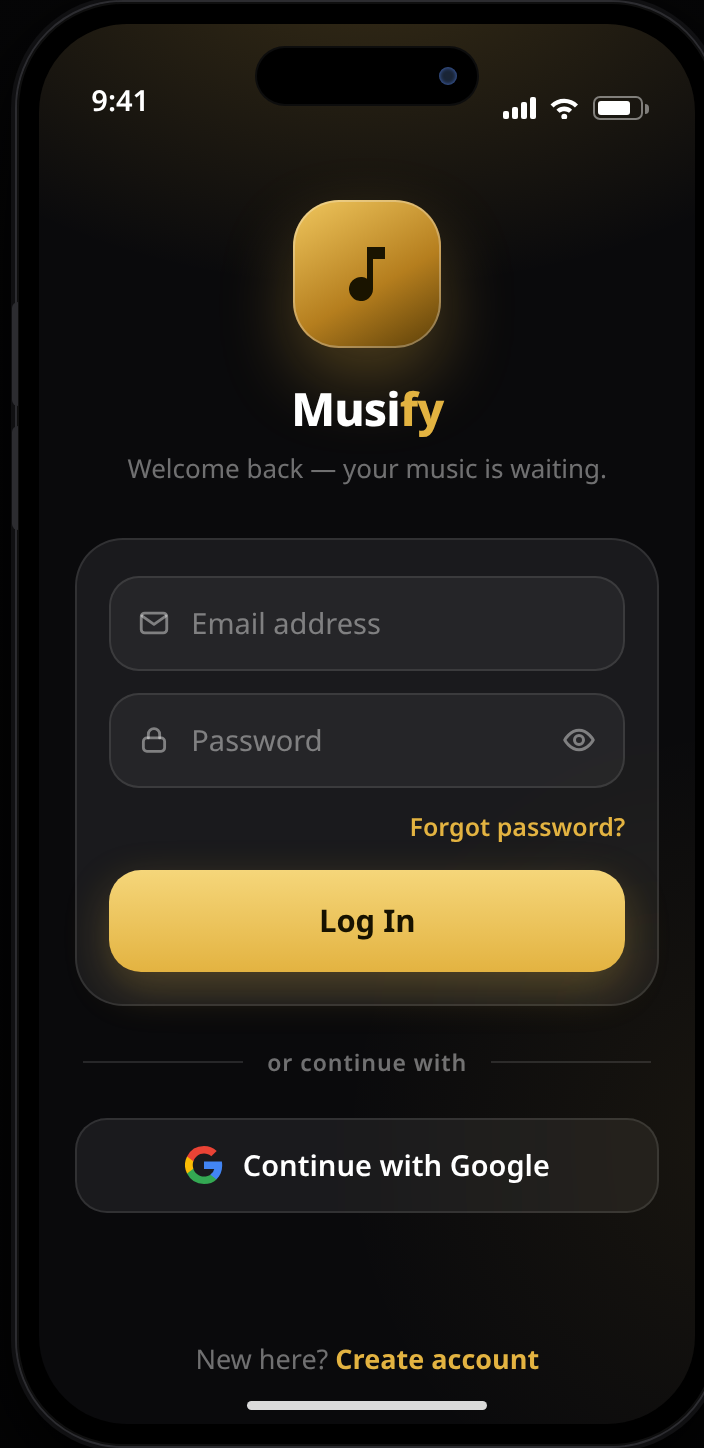 9:41
Musify
Welcome back — your music is waiting.
Email address
Password
Forgot password?
Log In
or continue with
Continue with Google
New here? Create account